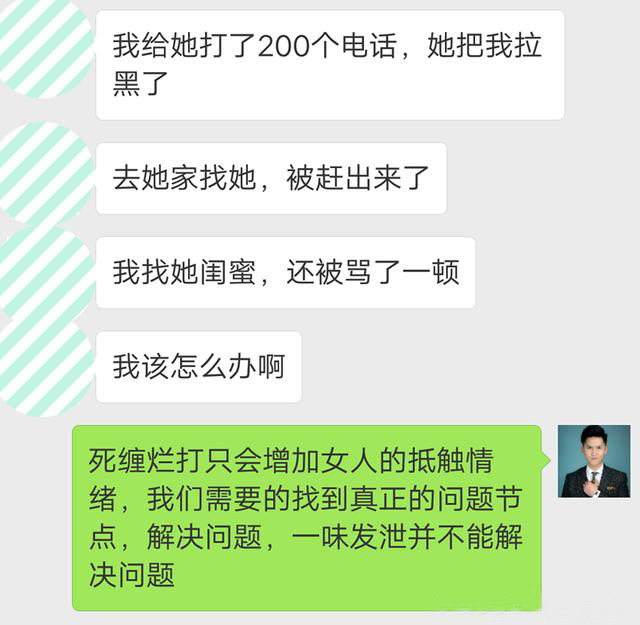 我给她打了200个电话，她把我拉
黑了
去她家找她，被赶出来了
我找她闺蜜，还被骂了一顿
我该怎么办啊
死缠烂打只会增加女人的抵触情
绪，我们需要的找到真正的问题节
点，解决问题，一味发泄并不能解
决问题